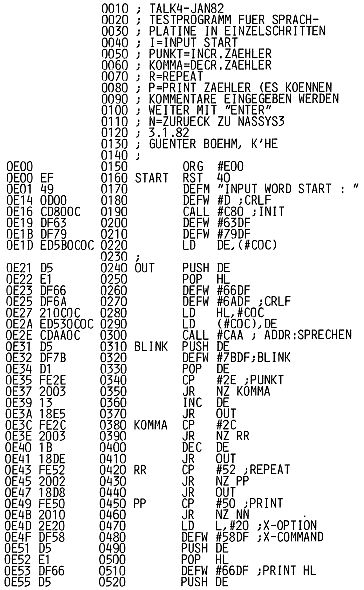 0010 ; TALK4-JAN82
0020 ; TESTPROGRAMM FUER SPRACH-
0030 ; PLATINE IN EINZELSCHRITTEN
0040 ; I=INPUT START
0050 ; PUNKT=INCR.ZAEHLER
0060 ; KOMMA=DECR.ZAEHLER
0070 ; R=REPEAT
0080 ; P=PRINT ZAEHLER (ES KOENNEN
0090 ; KOMMENTARE EINGEGEBEN WERDEN
0100 ; WEITER MIT "ENTER"
0110 ; N=ZURUECK ZU NASSYS3
0120 ; 3.1.82
0130 ; GUENTER BOEHM, K'HE
0140 ;
0E00 0150 ORG #E00
0E00 EF 0160 START RST 40
0E01 49 0170 DEFM "INPUT WORD START : "
0E14 0D00 0180 DEFW #D ;CRLF
0E16 CD800C 0190 CALL #C80 ;INIT
0E19 DF63 0200 DEFW #63DF
0E1B DF79 0210 DEFW #79DF
0E1D ED5B0C0C 0220 LD DE,(#C0C)
0230 ;
0E21 D5 0240 OUT PUSH DE
0E22 E1 0250 POP HL
0E23 DF66 0260 DEFW #66DF
0E25 DF6A 0270 DEFW #6ADF ;CRLF
0E27 210C0C 0280 LD HL,#C0C
0E2A ED530C0C 0290 LD (#C0C),DE
0E2E CDAA0C 0300 CALL #CAA ; ADDR:SPRECHEN
0E31 D5 0310 BLINK PUSH DE
0E32 DF7B 0320 DEFW #7BDF;BLINK
0E34 D1 0330 POP DE
0E35 FE2E 0340 CP #2E ;PUNKT
0E37 2003 0350 JR NZ KOMMA
0E39 13 0360 INC DE
0E3A 18E5 0370 JR OUT
0E3C FE2C 0380 KOMMA CP #2C
0E3E 2003 0390 JR NZ RR
0E40 1B 0400 DEC DE
0E41 18DE 0410 JR OUT
0E43 FE52 0420 RR CP #52 ;REPEAT
0E45 2002 0430 JR NZ PP
0E47 18D8 0440 JR OUT
0E49 FE50 0450 PP CP #50 ;PRINT
0E4B 2010 0460 JR NZ NN
0E4D 2E20 0470 LD L,#20 ;X-OPTION
0E4F DF58 0480 DEFW #58DF ;X-COMMAND
0E51 D5 0490 PUSH DE
0E52 E1 0500 POP HL
0E53 DF66 0510 DEFW #66DF ;PRINT HL
0E55 D5 0520 PUSH DE